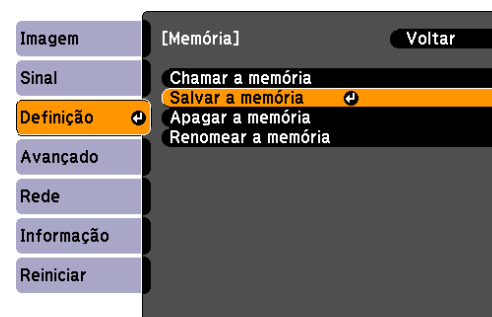 Imagem
Sinal
Definição
Avançado
Rede
Informação
Reiniciar
[Memória]
Voltar
Chamar a memória
Salvar a memória
Apagar a memória
Renomear a memória